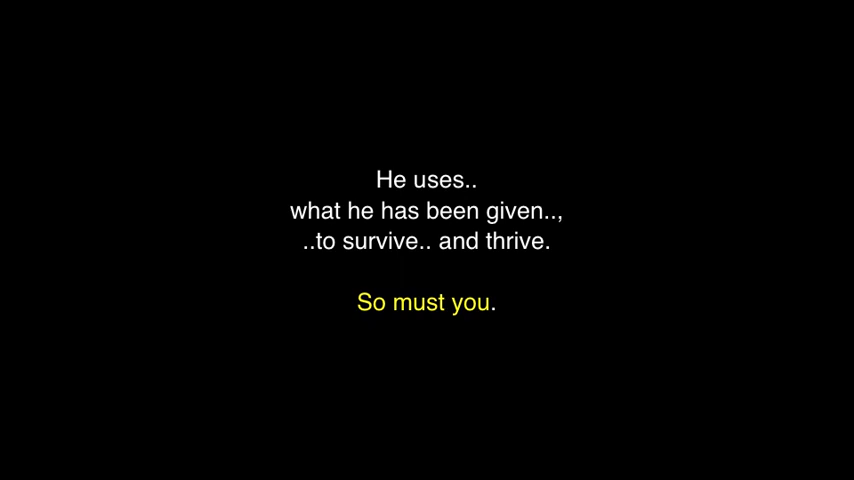 He uses..
what he has been given..,
..to survive.. and thrive.
So must you.